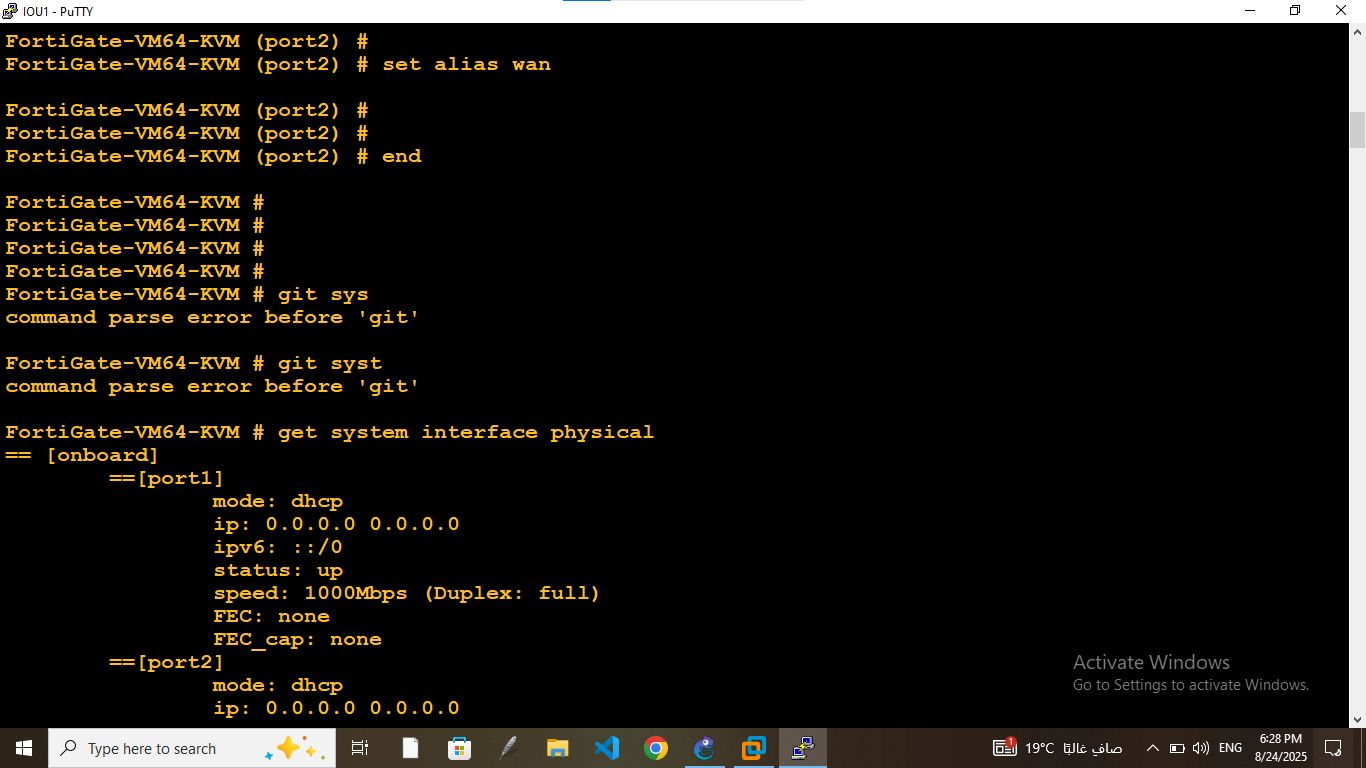 IOU1 - PuTTY
FortiGate-VM64-KVM (port2) #
FortiGate-VM64-KVM (port2) # set alias wan
FortiGate-VM64-KVM (port2) #
FortiGate-VM64-KVM (port2) #
FortiGate-VM64-KVM (port2) # end
FortiGate-VM64-KVM #
FortiGate-VM64-KVM #
FortiGate-VM64-KVM #
FortiGate-VM64-KVM #
FortiGate-VM64-KVM # git sys
command parse error before 'git'
FortiGate-VM64-KVM # git syst
command parse error before 'git'
FortiGate-VM64-KVM # get system interface physical
== [onboard]
==[port1]
mode: dhcp
ip: 0.0.0.0 0.0.0.0
ipv6: ::/0
status: up
speed: 1000Mbps (Duplex: full)
FEC: none
FEC_cap: none
==[port2]
mode: dhcp
ip: 0.0.0.0 0.0.0.0
Activate Windows
Go to Settings to activate Windows.
Type here to search
1
19°C صافٍ غالبًا
ENG
6:28 PM
8/24/2025